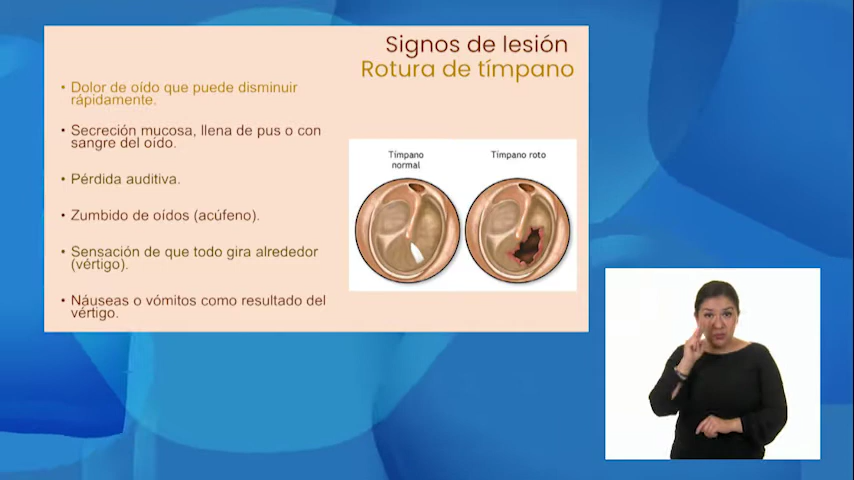 Signos de lesión
Rotura de tímpano
• Dolor de oído que puede disminuir
rápidamente.
• Secreción mucosa, llena de pus o con
sangre del oído.
• Pérdida auditiva.
• Zumbido de oídos (acúfeno).
• Sensación de que todo gira alrededor
(vértigo).
• Náuseas o vómitos como resultado del
vértigo.
Tímpano
normal
Tímpano roto